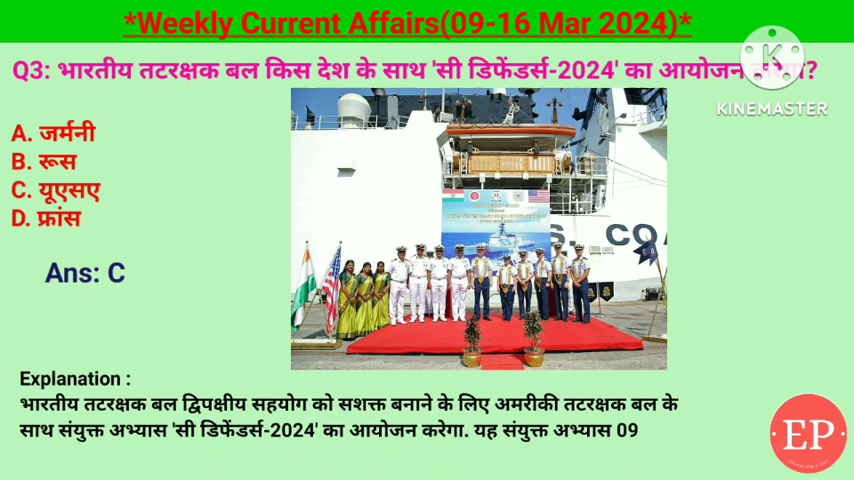 *Weekly Current Affairs(09-16 Mar 2024)*
Q3: भारतीय तटरक्षक बल किस देश के साथ 'सी डिफेंडर्स-2024' का आयोजन करेगा?
K
KINEMASTER
A. जर्मनी
B. रूस
C. यूएसए
D. फ्रांस
S. COA
Ans: C
Explanation :
भारतीय तटरक्षक बल द्विपक्षीय सहयोग को सशक्त बनाने के लिए अमरीकी तटरक्षक बल के
साथ संयुक्त अभ्यास 'सी डिफेंडर्स-2024' का आयोजन करेगा. यह संयुक्त अभ्यास 09
EP